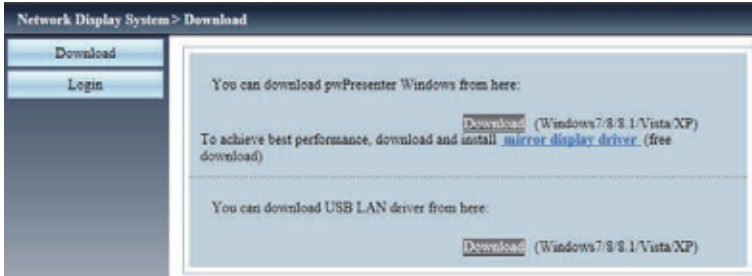 Network Display System > Download
Download
Login
You can download pwPresenter Windows from here:
Download (Windows7/8/8.1/Vista/XP)
To achieve best performance, download and install mirror display driver (free
download)
You can download USB LAN driver from here:
Download (Windows7/8/8.1/Vista/XP)